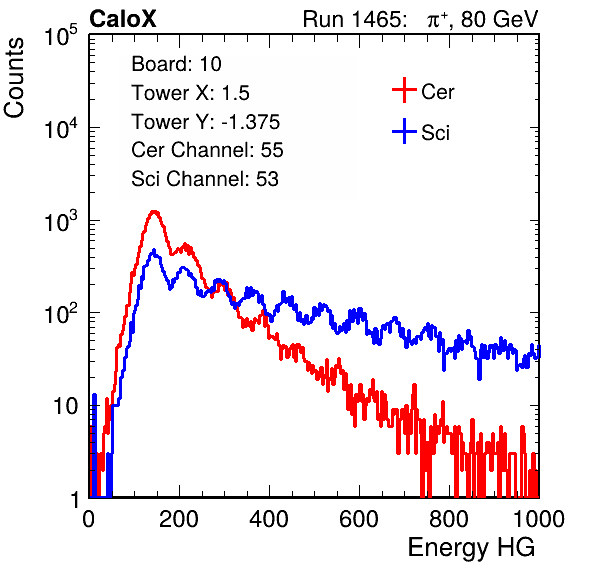 CaloX Run 1465: π⁺, 80 GeV
Counts
10⁵
10⁴
10³
10²
10
1
Board: 10
Tower X: 1.5
Tower Y: -1.375
Cer Channel: 55
Sci Channel: 53
Cer
Sci
0 200 400 600 800 1000
Energy HG